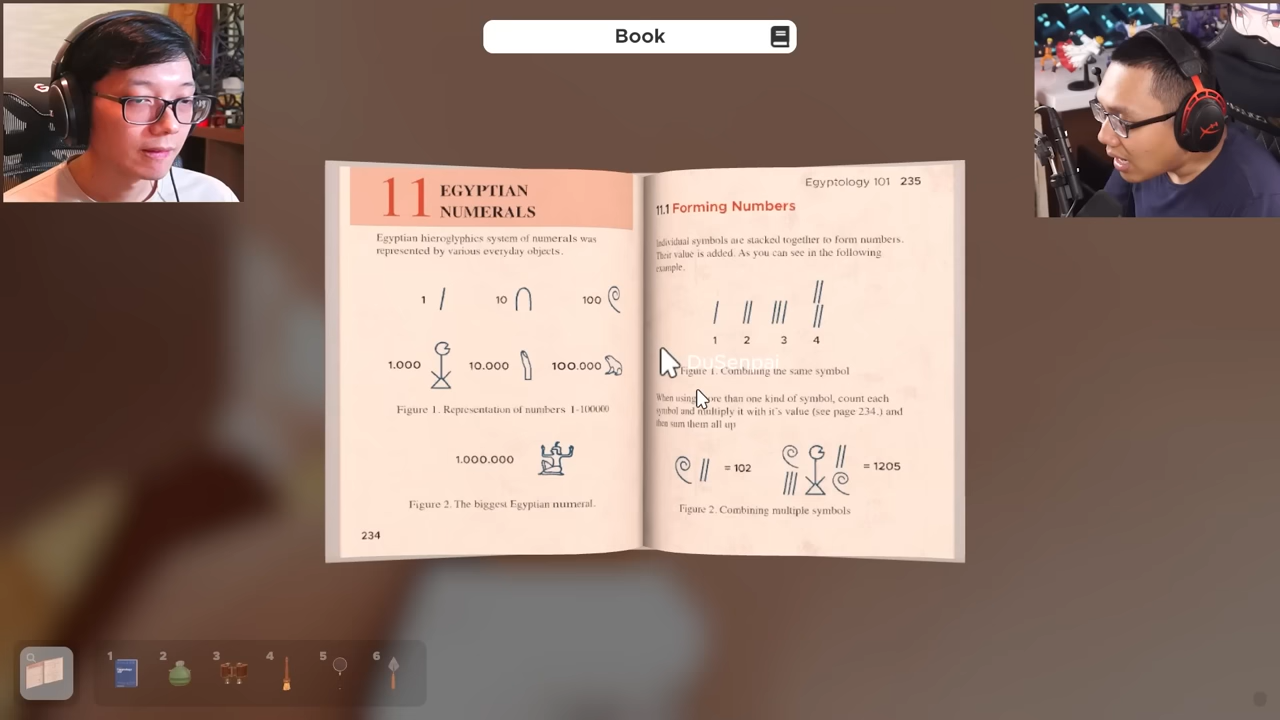 Book
11 EGYPTIAN
NUMERALS
Egyptian hieroglyphics system of numerals was
represented by various everyday objects.
1
10
100
1.000
10.000
100.000
Figure 1. Representation of numbers 1-100000
1.000.000
Figure 2. The biggest Egyptian numeral.
234
Egyptology 101 235
11.1 Forming Numbers
Individual symbols are stacked together to form numbers.
Their value is added. As you can see in the following
example.
1 2 3 4
DuSenpai
Figure 1. Combining the same symbol
When using more than one kind of symbol, count each
symbol and multiply it with it's value (see page 234.) and
then sum them all up
= 102
= 1205
Figure 2. Combining multiple symbols
1 2 3 4 5 6